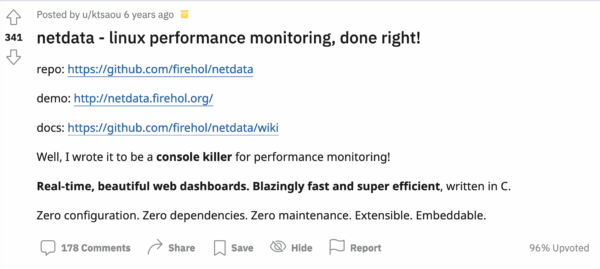 Posted by u/ktsaou 6 years ago
341
netdata - linux performance monitoring, done right!
repo: https://github.com/firehol/netdata
demo: http://netdata.firehol.org/
docs: https://github.com/firehol/netdata/wiki
Well, I wrote it to be a console killer for performance monitoring!
Real-time, beautiful web dashboards. Blazingly fast and super efficient, written in C.
Zero configuration. Zero dependencies. Zero maintenance. Extensible. Embeddable.
178 Comments Share Save Hide Report 96% Upvoted